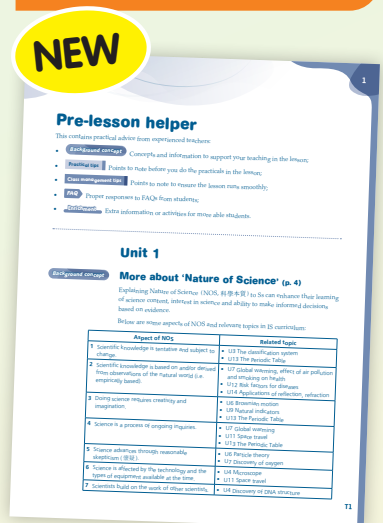 NEW
1
Pre-lesson helper
This contains practical advice from experienced teachers:
• Background concept Concepts and information to support your teaching in the lesson;
• Practical tips Points to note before you do the practicals in the lesson;
• Class management tips Points to note to ensure the lesson runs smoothly;
• FAQ Proper responses to FAQs from students;
• Enrichment Extra information or activities for more able students.
Unit 1
Background concept
More about 'Nature of Science' (p. 4)
Explaining Nature of Science (NOS, 科學本質) to Ss can enhance their learning
of science content, interest in science and ability to make informed decisions
based on evidence.
Below are some aspects of NOS and relevant topics in IS curriculum:
Aspect of NOS Related topic
1 Scientific knowledge is tentative and subject to
change.
• U3 The classification system
• U13 The Periodic Table
2 Scientific knowledge is based on and/or derived
from observations of the natural world (i.e.
empirically based).
• U7 Global warming, effects of air pollution
and smoking on health
• U12 Risk factors for diseases
• U14 Applications of reflection, refraction
3 Doing science requires creativity and
imagination.
• U6 Brownian motion
• U9 Natural indicators
• U13 The Periodic Table
4 Science is a process of ongoing inquiries.
• U7 Global warming
• U11 Space travel
• U13 The Periodic Table
5 Science advances through reasonable
skepticism (懷疑).
• U6 Particle theory
• U7 Discovery of oxygen
6 Science is affected by the technology and the
types of equipment available at the time.
• U4 Microscope
• U11 Space travel
7 Scientists build on the work of other scientists.
• U4 Discovery of DNA structure
T1